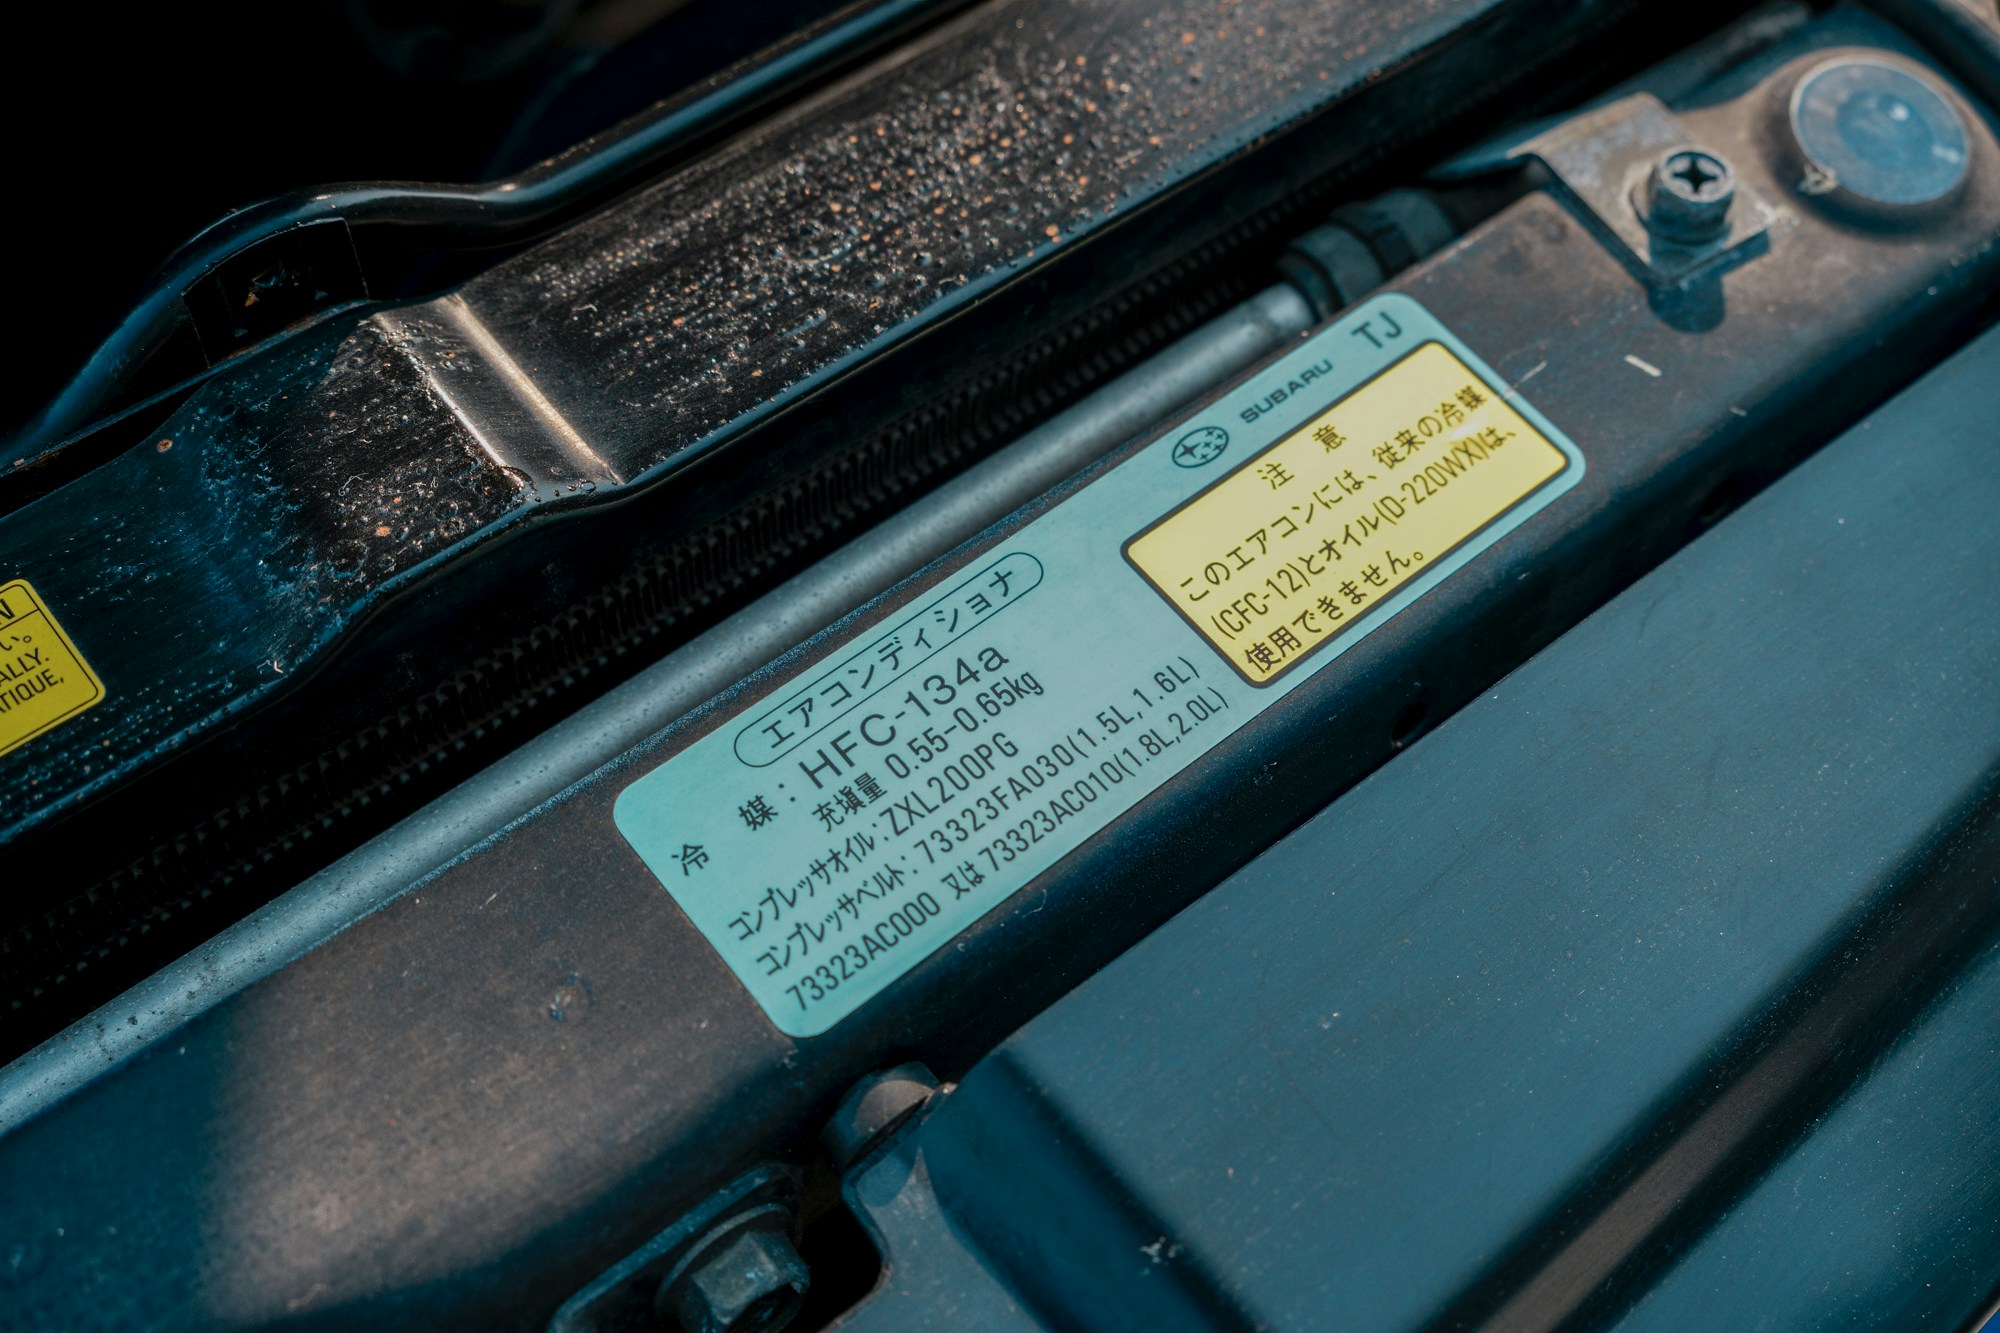 SUBARU TJ
注 意
このエアコンには、従来の冷媒
(CFC-12)とオイル(D-220WX)は、
使用できません。
エアコンディショナ
冷 媒:HFC-134a
充塡量 0.55-0.65kg
コンプレッサオイル:ZXL200PG
コンプレッサベルト:73323FA030(1.5L,1.6L)
73323AC000 又は 73323AC010(1.8L,2.0L)
N
い。
ALLY.
ATIQUE,